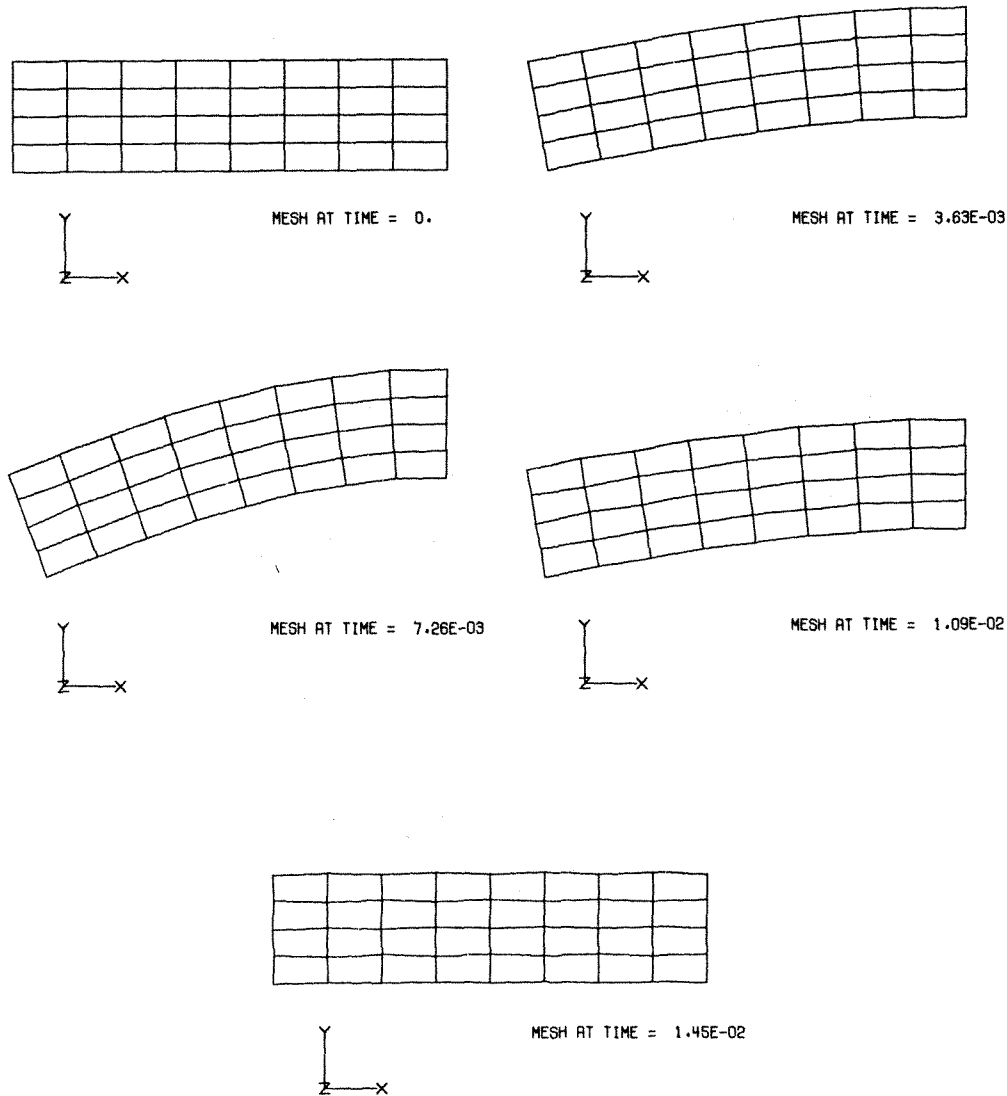 MESH AT TIME = 0.
Y
Z X
MESH AT TIME = 3.63E-03
Y
Z X
MESH AT TIME = 7.26E-03
Y
Z X
MESH AT TIME = 1.09E-02
Y
Z X
MESH AT TIME = 1.45E-02
Y
Z X